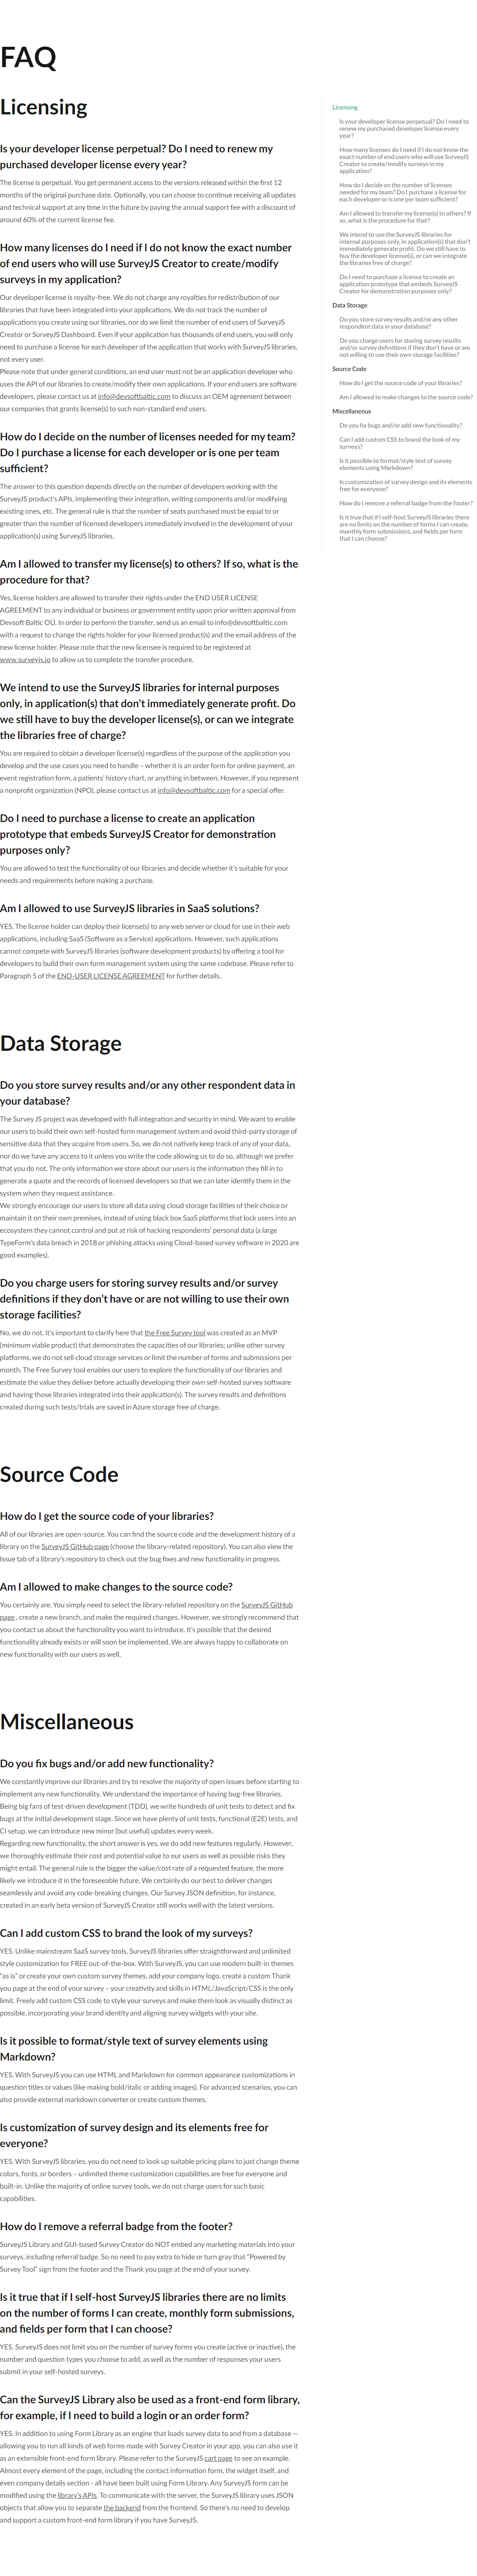 FAQ
Licensing
Is your developer license perpetual? Do I need to renew my
purchased developer license every year?
The license is perpetual. You get permanent access to the versions released within the first 12
months of the original purchase date. Optionally, you can choose to continue receiving all updates
and technical support at any time in the future by paying the annual support fee with a discount of
around 60% of the current license fee.
How many licenses do I need if I do not know the exact number
of end users who will use SurveyJS Creator to create/modify
surveys in my application?
Our developer license is royalty-free. We do not charge any royalties for redistribution of our
libraries that have been integrated into your applications. We do not track the number of
applications you create using our libraries, nor do we limit the number of end users of SurveyJS
Creator or SurveyJS Dashboard. Even if your application has thousands of end users, you will only
need to purchase a license for each developer of the application that works with SurveyJS libraries,
not every user.
Please note that under general conditions, an end user must not be an application developer who
uses the API of our libraries to create/modify their own applications. If your end users are software
developers, please contact us at info@devsoftbaltic.com to discuss an OEM agreement between
our companies that grants license(s) to such non-standard end users.
How do I decide on the number of licenses needed for my team?
Do I purchase a license for each developer or is one per team
sufficient?
The answer to this question depends directly on the number of developers working with the
SurveyJS product's APIs, implementing their integration, writing components and/or modifying
existing ones, etc. The general rule is that the number of seats purchased must be equal to or
greater than the number of licensed developers immediately involved in the development of your
application(s) using SurveyJS libraries.
Am I allowed to transfer my license(s) to others? If so, what is the
procedure for that?
Yes, license holders are allowed to transfer their rights under the END USER LICENSE
AGREEMENT to any individual or business or government entity upon prior written approval from
Devsoft Baltic OÜ. In order to perform the transfer, send us an email to info@devsoftbaltic.com
with a request to change the rights holder for your licensed product(s) and the email address of the
new license holder. Please note that the new licensee is required to be registered at
www.surveyjs.io to allow us to complete the transfer procedure.
We intend to use the SurveyJS libraries for internal purposes
only, in application(s) that don't immediately generate profit. Do
we still have to buy the developer license(s), or can we integrate
the libraries free of charge?
You are required to obtain a developer license(s) regardless of the purpose of the application you
develop and the use cases you need to handle – whether it is an order form for online payment, an
event registration form, a patients' history chart, or anything in between. However, if you represent
a nonprofit organization (NPO), please contact us at info@devsoftbaltic.com for a special offer.
Do I need to purchase a license to create an application
prototype that embeds SurveyJS Creator for demonstration
purposes only?
You are allowed to test the functionality of our libraries and decide whether it's suitable for your
needs and requirements before making a purchase.
Am I allowed to use SurveyJS libraries in SaaS solutions?
YES. The license holder can deploy their license(s) to any web server or cloud for use in their web
applications, including SaaS (Software as a Service) applications. However, such applications
cannot compete with SurveyJS libraries (software development products) by offering a tool for
developers to build their own form management system using the same codebase. Please refer to
Paragraph 5 of the END-USER LICENSE AGREEMENT for further details.
Data Storage
Do you store survey results and/or any other respondent data in
your database?
The Survey JS project was developed with full integration and security in mind. We want to enable
our users to build their own self-hosted form management system and avoid third-party storage of
sensitive data that they acquire from users. So, we do not natively keep track of any of your data,
nor do we have any access to it unless you write the code allowing us to do so, although we prefer
that you do not. The only information we store about our users is the information they fill in to
generate a quote and the records of licensed developers so that we can later identify them in the
system when they request assistance.
We strongly encourage our users to store all data using cloud storage facilities of their choice or
maintain it on their own premises, instead of using black box SaaS platforms that lock users into an
ecosystem they cannot control and put at risk of hacking respondents' personal data (a large
TypeForm's data breach in 2018 or phishing attacks using Cloud-based survey software in 2020 are
good examples).
Do you charge users for storing survey results and/or survey
definitions if they don't have or are not willing to use their own
storage facilities?
No, we do not. It's important to clarify here that the Free Survey tool was created as an MVP
(minimum viable product) that demonstrates the capacities of our libraries; unlike other survey
platforms, we do not sell cloud storage services or limit the number of forms and submissions per
month. The Free Survey tool enables our users to explore the functionality of our libraries and
estimate the value they deliver before actually developing their own self-hosted survey software
and having those libraries integrated into their application(s). The survey results and definitions
created during such tests/trials are saved in Azure storage free of charge.
Source Code
How do I get the source code of your libraries?
All of our libraries are open-source. You can find the source code and the development history of a
library on the SurveyJS GitHub page (choose the library-related repository). You can also view the
Issue tab of a library's repository to check out the bug fixes and new functionality in progress.
Am I allowed to make changes to the source code?
You certainly are. You simply need to select the library-related repository on the SurveyJS GitHub
page , create a new branch, and make the required changes. However, we strongly recommend that
you contact us about the functionality you want to introduce. It's possible that the desired
functionality already exists or will soon be implemented. We are always happy to collaborate on
new functionality with our users as well.
Miscellaneous
Do you fix bugs and/or add new functionality?
We constantly improve our libraries and try to resolve the majority of open issues before starting to
implement any new functionality. We understand the importance of having bug-free libraries.
Being big fans of test-driven development (TDD), we write hundreds of unit tests to detect and fix
bugs at the initial development stage. Since we have plenty of unit tests, functional (E2E) tests, and
CI setup, we can introduce new minor (but useful) updates every week.
Regarding new functionality, the short answer is yes, we do add new features regularly. However,
we thoroughly estimate their cost and potential value to our users as well as possible risks they
might entail. The general rule is the bigger the value/cost rate of a requested feature, the more
likely we introduce it in the foreseeable future. We certainly do our best to deliver changes
seamlessly and avoid any code-breaking changes. Our Survey JSON definition, for instance,
created in an early beta version of SurveyJS Creator still works well with the latest versions.
Can I add custom CSS to brand the look of my surveys?
YES. Unlike mainstream SaaS survey tools, SurveyJS libraries offer straightforward and unlimited
style customization for FREE out-of-the-box. With SurveyJS, you can use modern built-in themes
"as is" or create your own custom survey themes, add your company logo, create a custom Thank
you page at the end of your survey – your creativity and skills in HTML/JavaScript/CSS is the only
limit. Freely add custom CSS code to style your surveys and make them look as visually distinct as
possible, incorporating your brand identity and aligning survey widgets with your site.
Is it possible to format/style text of survey elements using
Markdown?
YES. With SurveyJS you can use HTML and Markdown for common appearance customizations in
question titles or values (like making bold/italic or adding images). For advanced scenarios, you can
also provide external markdown converter or create custom themes.
Is customization of survey design and its elements free for
everyone?
YES. With SurveyJS libraries, you do not need to look up suitable pricing plans to just change theme
colors, fonts, or borders – unlimited theme customization capabilities are free for everyone and
built-in. Unlike the majority of online survey tools, we do not charge users for such basic
capabilities.
How do I remove a referral badge from the footer?
SurveyJS Library and GUI-based Survey Creator do NOT embed any marketing materials into your
surveys, including referral badge. So no need to pay extra to hide or turn gray that "Powered by
Survey Tool" sign from the footer and the Thank you page at the end of your survey.
Is it true that if I self-host SurveyJS libraries there are no limits
on the number of forms I can create, monthly form submissions,
and fields per form that I can choose?
YES. SurveyJS does not limit you on the number of survey forms you create (active or inactive), the
number and question types you choose to add, as well as the number of responses your users
submit in your self-hosted surveys.
Can the SurveyJS Library also be used as a front-end form library,
for example, if I need to build a login or an order form?
YES. In addition to using Form Library as an engine that loads survey data to and from a database —
allowing you to run all kinds of web forms made with Survey Creator in your app, you can also use it
as an extensible front-end form library. Please refer to the SurveyJS cart page to see an example.
Almost every element of the page, including the contact information form, the widget itself, and
even company details section - all have been built using Form Library. Any SurveyJS form can be
modified using the library's APIs. To communicate with the server, the SurveyJS library uses JSON
objects that allow you to separate the backend from the frontend. So there's no need to develop
and support a custom front-end form library if you have SurveyJS.
Licensing
Is your developer license perpetual? Do I need to
renew my purchased developer license every
year?
How many licenses do I need if I do not know the
exact number of end users who will use SurveyJS
Creator to create/modify surveys in my
application?
How do I decide on the number of licenses
needed for my team? Do I purchase a license for
each developer or is one per team sufficient?
Am I allowed to transfer my license(s) to others? If
so, what is the procedure for that?
We intend to use the SurveyJS libraries for
internal purposes only, in application(s) that don't
immediately generate profit. Do we still have to
buy the developer license(s), or can we integrate
the libraries free of charge?
Do I need to purchase a license to create an
application prototype that embeds SurveyJS
Creator for demonstration purposes only?
Data Storage
Do you store survey results and/or any other
respondent data in your database?
Do you charge users for storing survey results
and/or survey definitions if they don't have or are
not willing to use their own storage facilities?
Source Code
How do I get the source code of your libraries?
Am I allowed to make changes to the source code?
Miscellaneous
Do you fix bugs and/or add new functionality?
Can I add custom CSS to brand the look of my
surveys?
Is it possible to format/style text of survey
elements using Markdown?
Is customization of survey design and its elements
free for everyone?
How do I remove a referral badge from the footer?
Is it true that if I self-host SurveyJS libraries there
are no limits on the number of forms I can create,
monthly form submissions, and fields per form
that I can choose?